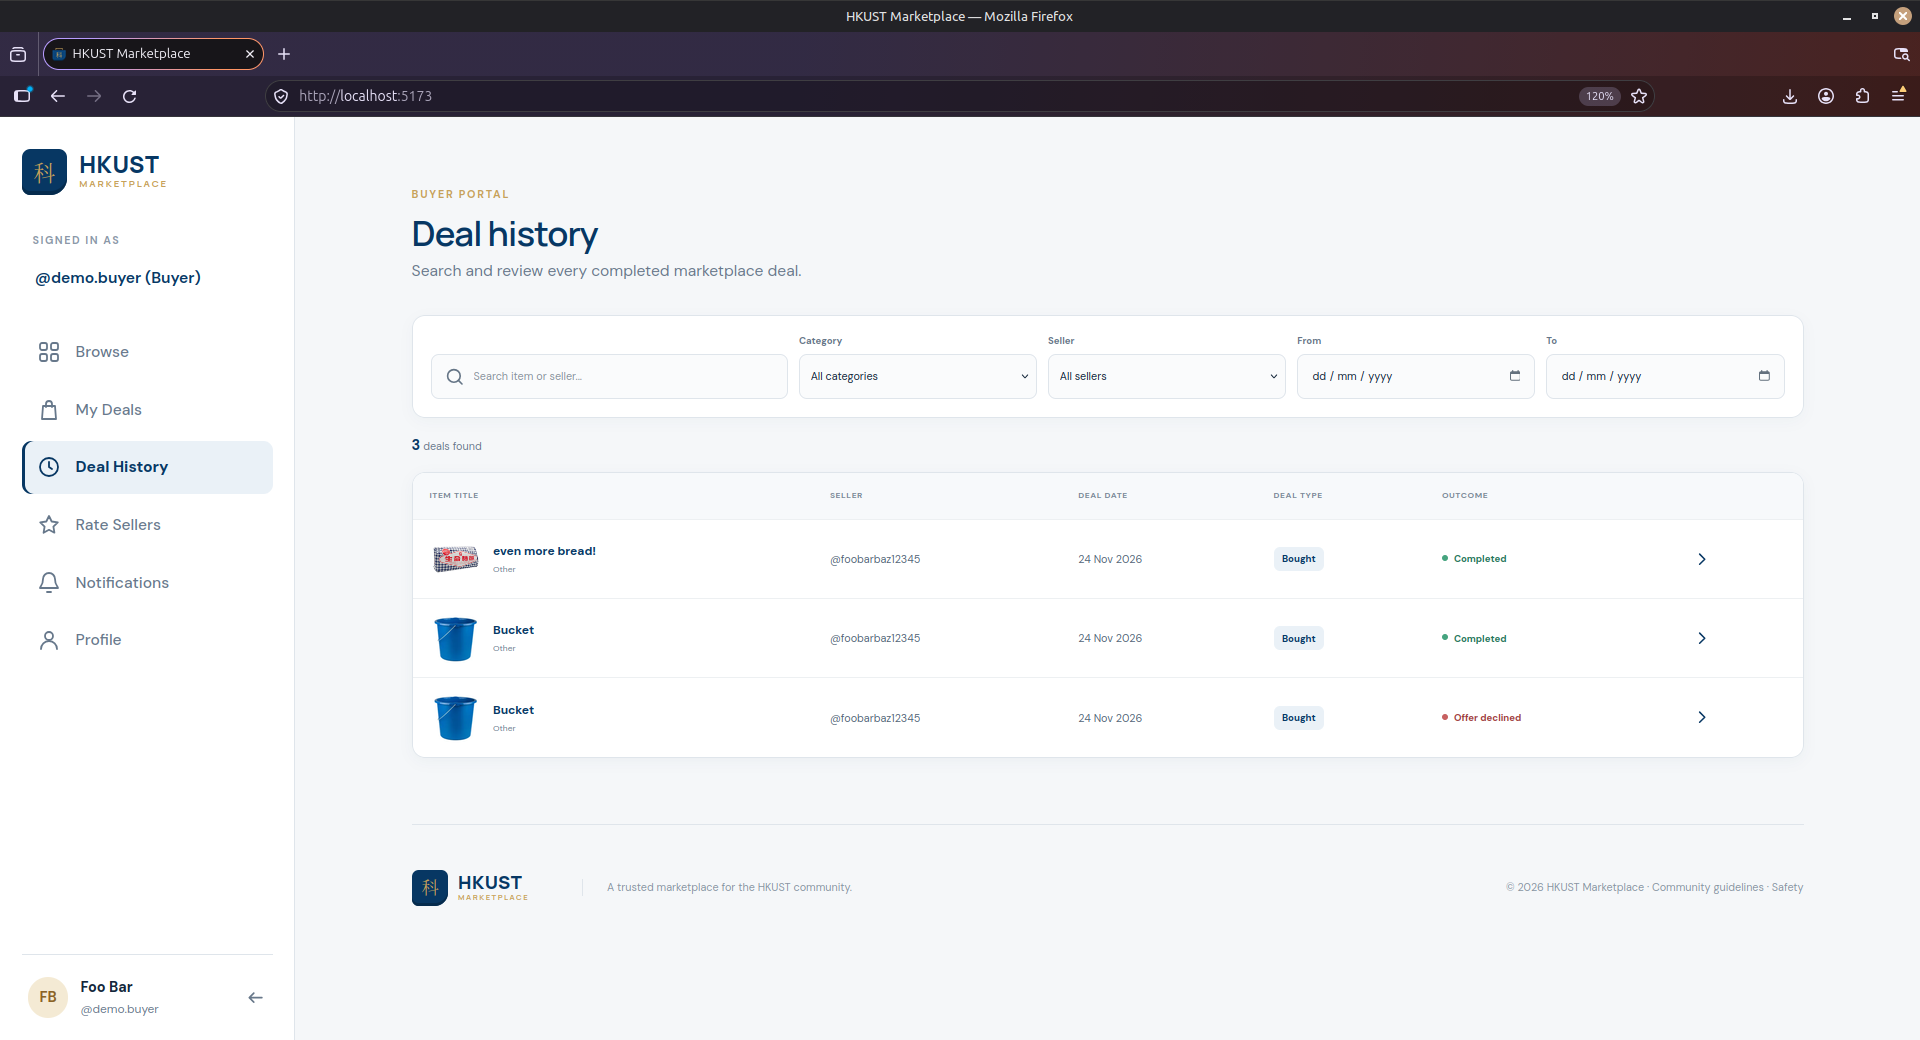 HKUST Marketplace — Mozilla Firefox
HKUST Marketplace
http://localhost:5173
120%
科
HKUST
MARKETPLACE
SIGNED IN AS
@demo.buyer (Buyer)
Browse
My Deals
Deal History
Rate Sellers
Notifications
Profile
FB
Foo Bar
@demo.buyer
BUYER PORTAL
Deal history
Search and review every completed marketplace deal.
Category
Seller
From
To
Search item or seller...
All categories
All sellers
dd / mm / yyyy
dd / mm / yyyy
3 deals found
ITEM TITLE
SELLER
DEAL DATE
DEAL TYPE
OUTCOME
even more bread!
Other
@foobarbaz12345
24 Nov 2026
Bought
Completed
Bucket
Other
@foobarbaz12345
24 Nov 2026
Bought
Completed
Bucket
Other
@foobarbaz12345
24 Nov 2026
Bought
Offer declined
科
HKUST
MARKETPLACE
A trusted marketplace for the HKUST community.
© 2026 HKUST Marketplace · Community guidelines · Safety